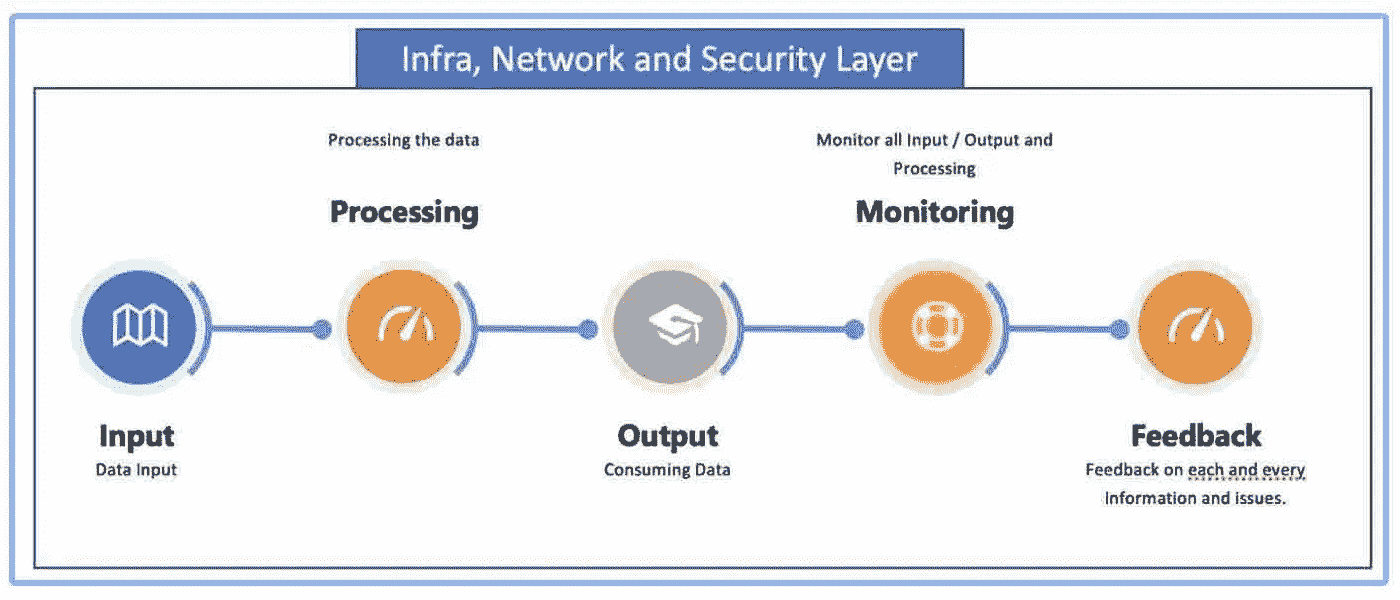 Infra, Network and Security Layer
Processing the data
Processing
Monitor all Input / Output and
Processing
Monitoring
Input
Data Input
Output
Consuming Data
Feedback
Feedback on each and every
Information and issues.